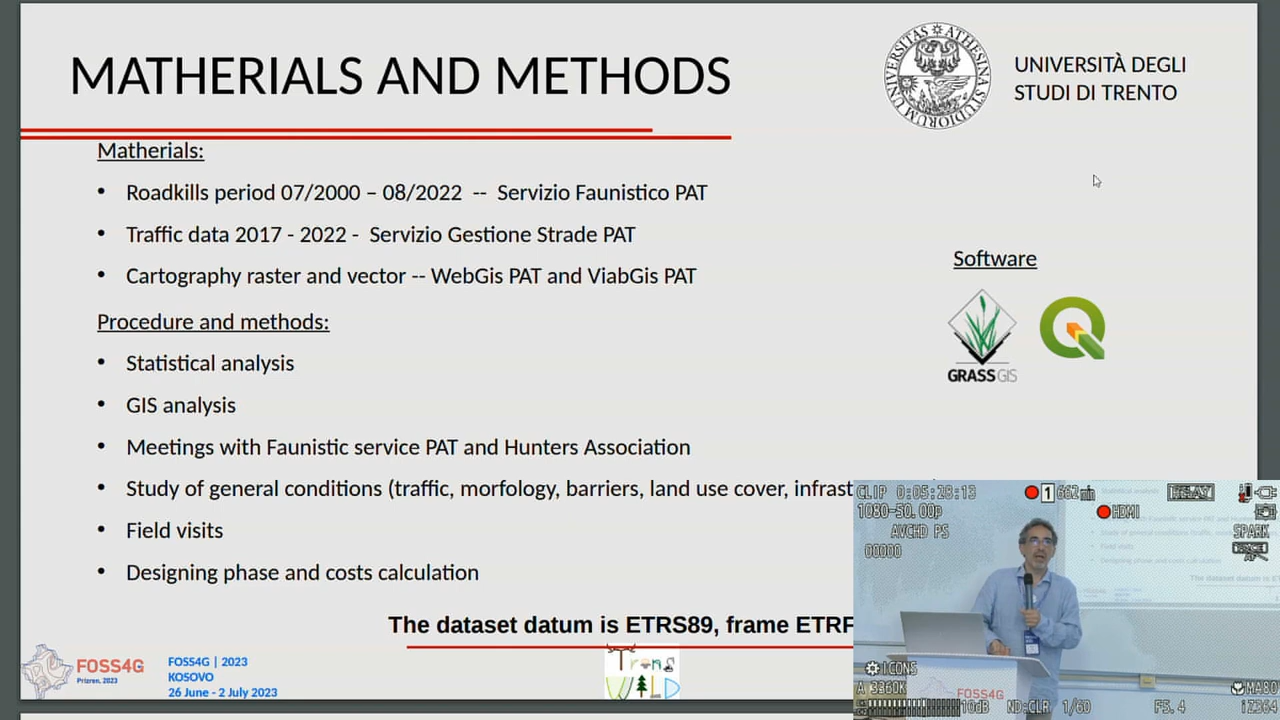 MATHERIALS AND METHODS
UNIVERSITÀ DEGLI
STUDI DI TRENTO
Matherials:
• Roadkills period 07/2000 – 08/2022 -- Servizio Faunistico PAT
• Traffic data 2017 - 2022 - Servizio Gestione Strade PAT
• Cartography raster and vector -- WebGis PAT and ViabGis PAT
Software
GRASS GIS
Procedure and methods:
• Statistical analysis
• GIS analysis
• Meetings with Faunistic service PAT and Hunters Association
• Study of general conditions (traffic, morfology, barriers, land use cover, infrast
• Field visits
• Designing phase and costs calculation
The dataset datum is ETRS89, frame ETRF
FOSS4G
Prizren, 2023
FOSS4G | 2023
KOSOVO
26 June - 2 July 2023
Trans
WILD
CLIP 0:05:28:13
1 662min
1080-50.00p
HDMI
AVCHD PS
00000
SPARK
ICONS
FOSS4G
10dB ND:CLR 1/60 F5.4